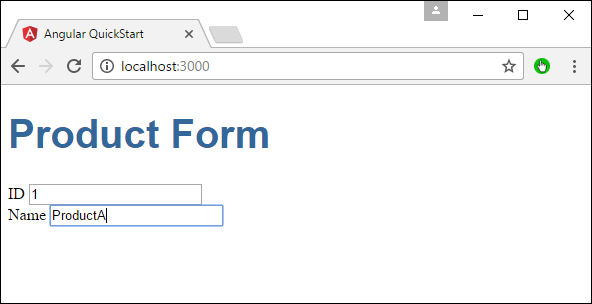 Angular QuickStart
localhost:3000
Product Form
ID 1
Name ProductA